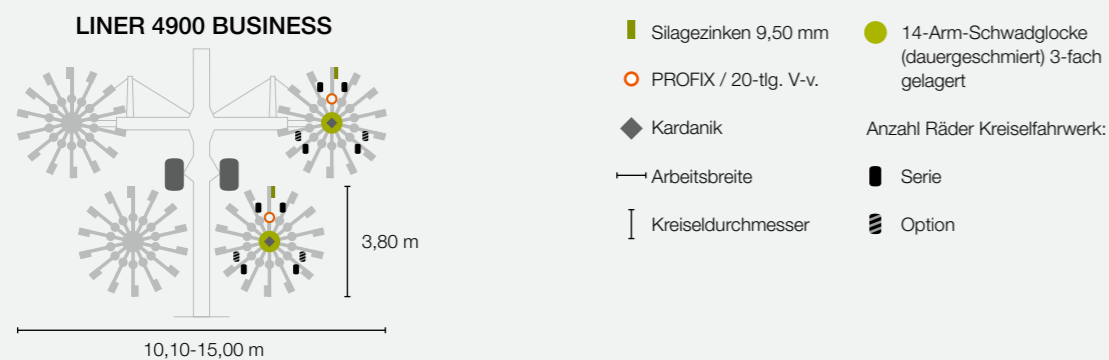 LINER 4900 BUSINESS
3,80 m
10,10-15,00 m
Silagezinken 9,50 mm
PROFIX / 20-tlg. V-v.
Kardanik
Arbeitsbreite
Kreiseldurchmesser
14-Arm-Schwadglocke
(dauergeschmiert) 3-fach
gelagert
Anzahl Räder Kreiselfahrwerk:
Serie
Option